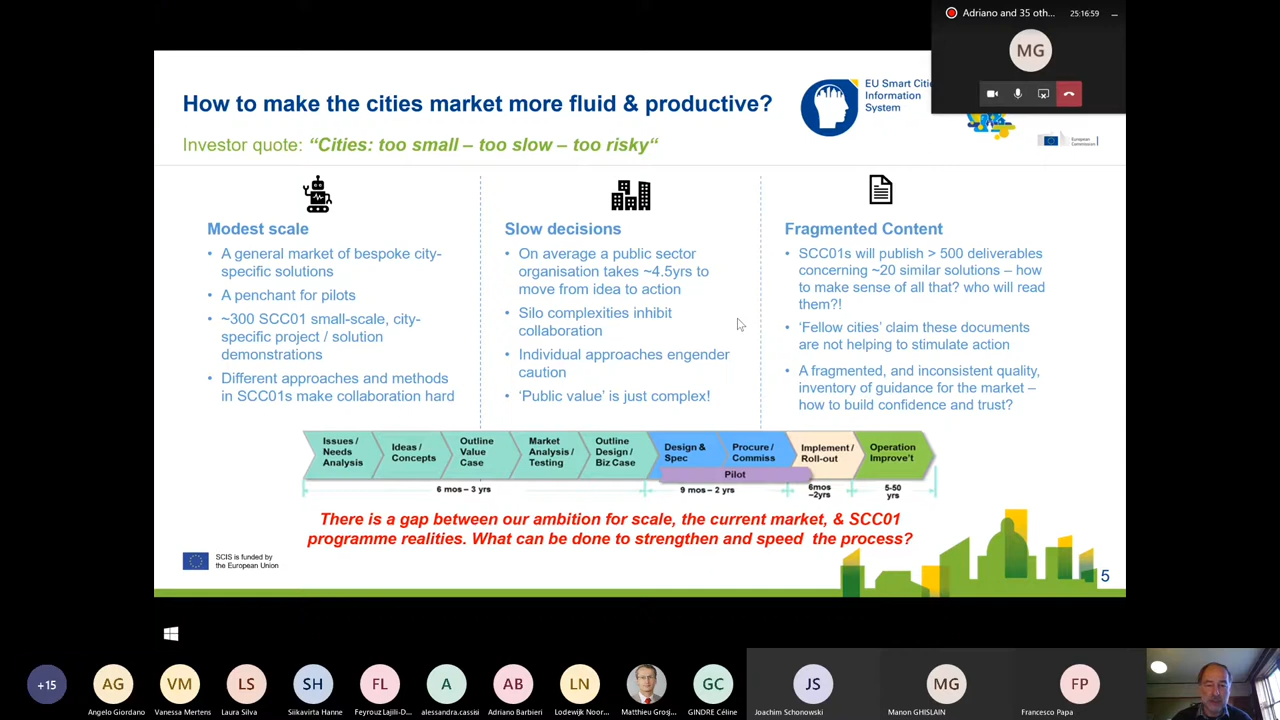 Adriano and 35 oth...
25:16:59
MG
How to make the cities market more fluid & productive?
EU Smart Citi
Information
System
Investor quote: “Cities: too small – too slow – too risky“
European
Commission
Modest scale
• A general market of bespoke city-
specific solutions
• A penchant for pilots
• ~300 SCC01 small-scale, city-
specific project / solution
demonstrations
• Different approaches and methods
in SCC01s make collaboration hard
Slow decisions
• On average a public sector
organisation takes ~4.5yrs to
move from idea to action
• Silo complexities inhibit
collaboration
• Individual approaches engender
caution
• ‘Public value’ is just complex!
Fragmented Content
• SCC01s will publish > 500 deliverables
concerning ~20 similar solutions – how
to make sense of all that? who will read
them?!
• ‘Fellow cities’ claim these documents
are not helping to stimulate action
• A fragmented, and inconsistent quality,
inventory of guidance for the market –
how to build confidence and trust?
Issues /
Needs
Analysis
Ideas /
Concepts
Outline
Value
Case
Market
Analysis /
Testing
Outline
Design /
Biz Case
Design &
Spec
Procure /
Commiss
Implement /
Roll-out
Operation
Improve't
Pilot
6 mos – 3 yrs
9 mos – 2 yrs
6mos
–2yrs
5-50
yrs
There is a gap between our ambition for scale, the current market, & SCC01
programme realities. What can be done to strengthen and speed the process?
SCIS is funded by
the European Union
5
+15
AG
VM
LS
SH
FL
A
AB
LN
GC
JS
MG
FP
Angelo Giordano
Vanessa Mertens
Laura Silva
Siikavirta Hanne
Feyrouz Lajili-D...
alessandra.cassisi
Adriano Barbieri
Lodewijk Noor...
Matthieu Grosj...
GINDRE Céline
Joachim Schonowski
Manon GHISLAIN
Francesco Papa